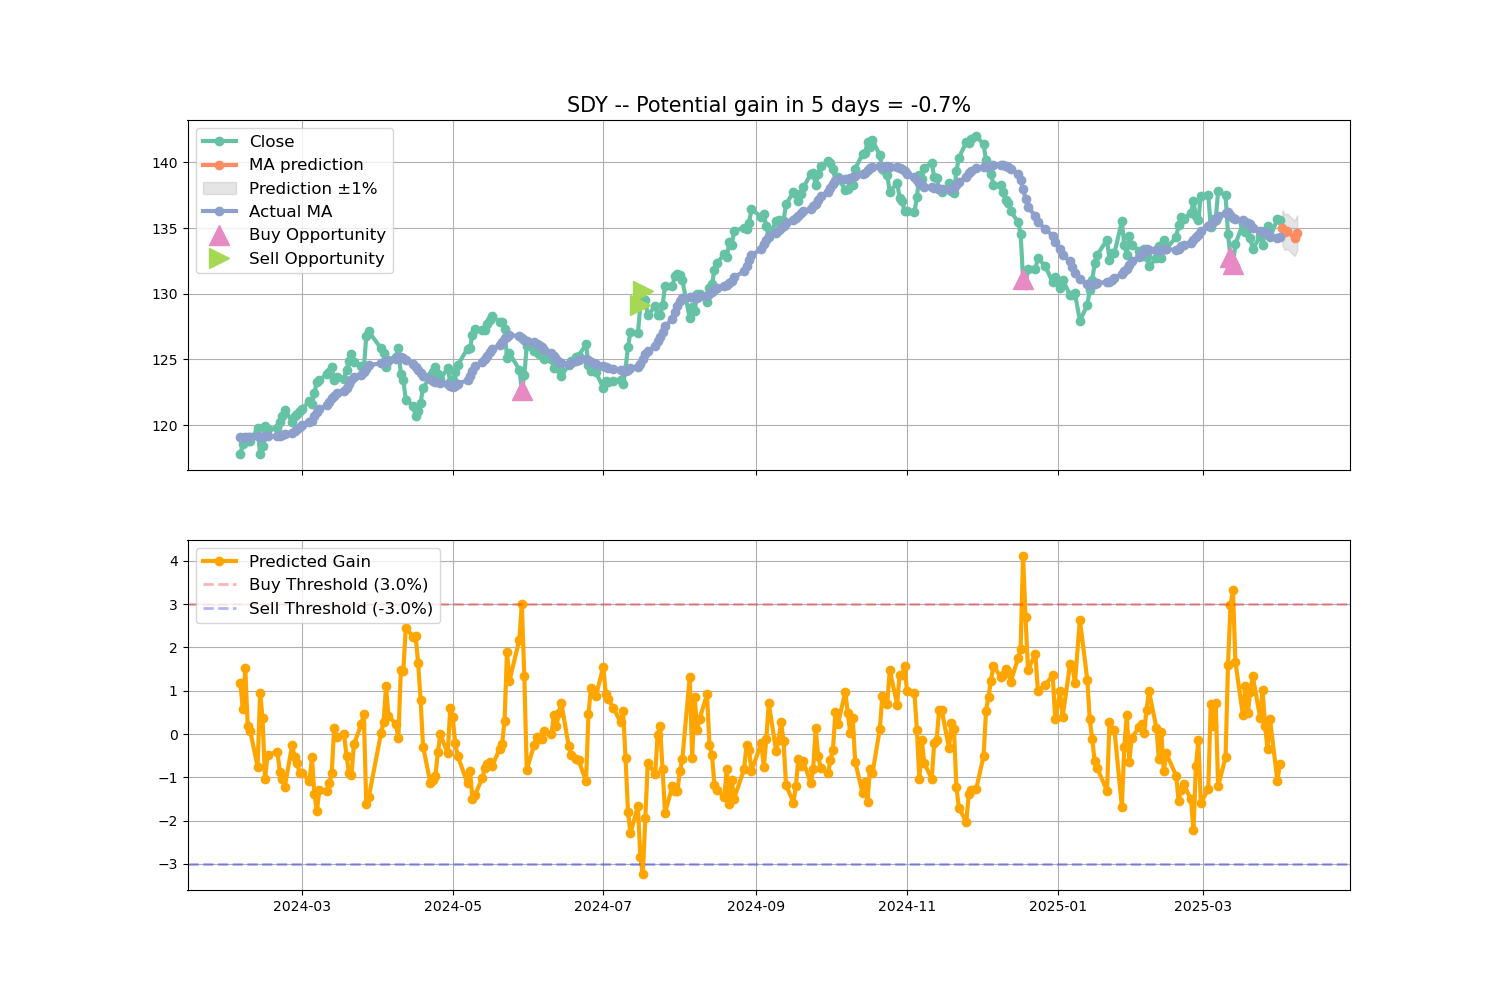 SDY -- Potential gain in 5 days = -0.7%
Close
MA prediction
Prediction ±1%
Actual MA
Buy Opportunity
Sell Opportunity
140
135
130
125
120
Predicted Gain
Buy Threshold (3.0%)
Sell Threshold (-3.0%)
4
3
2
1
0
−1
−2
−3
2024-03 2024-05 2024-07 2024-09 2024-11 2025-01 2025-03